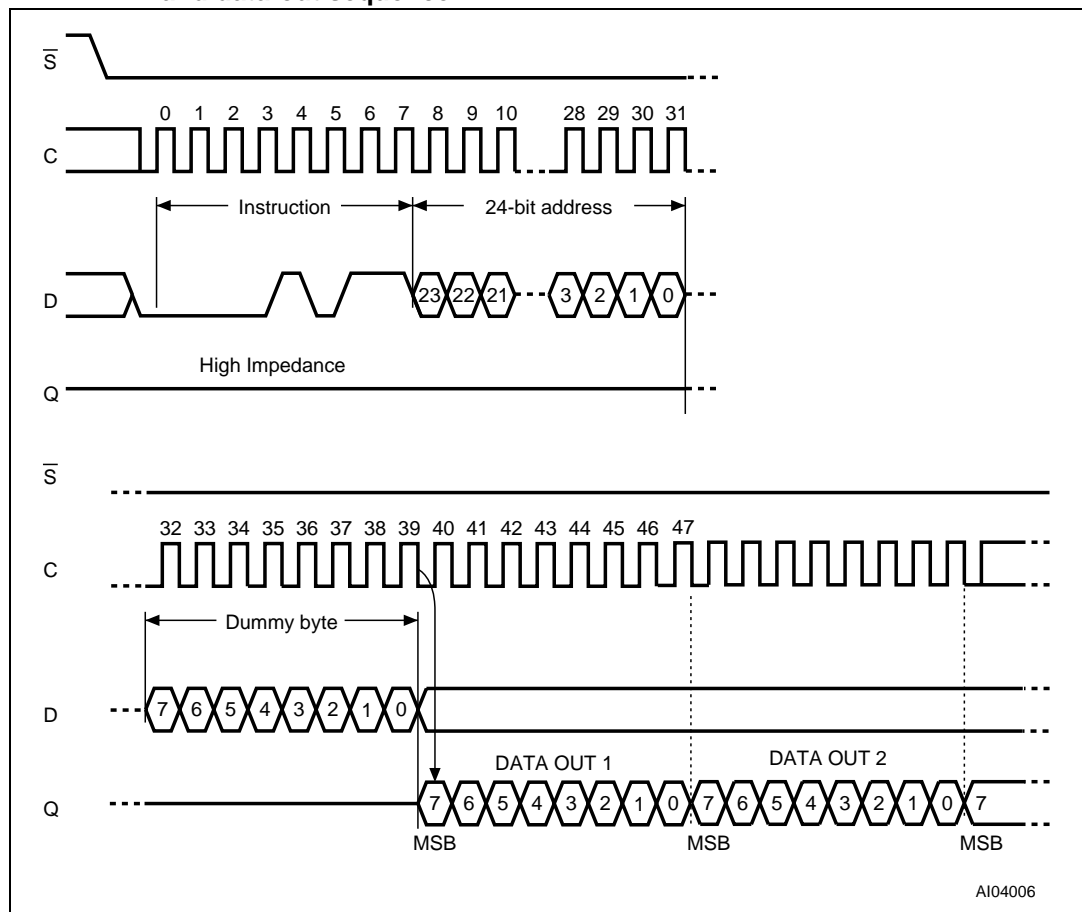 S
0 1 2 3 4 5 6 7 8 9 10 28 29 30 31
C
Instruction 24-bit address
D 23 22 21 3 2 1 0
High Impedance
Q
S
32 33 34 35 36 37 38 39 40 41 42 43 44 45 46 47
C
Dummy byte
D 7 6 5 4 3 2 1 0
DATA OUT 1 DATA OUT 2
Q 7 6 5 4 3 2 1 0 7 6 5 4 3 2 1 0 7
MSB MSB MSB
AI04006